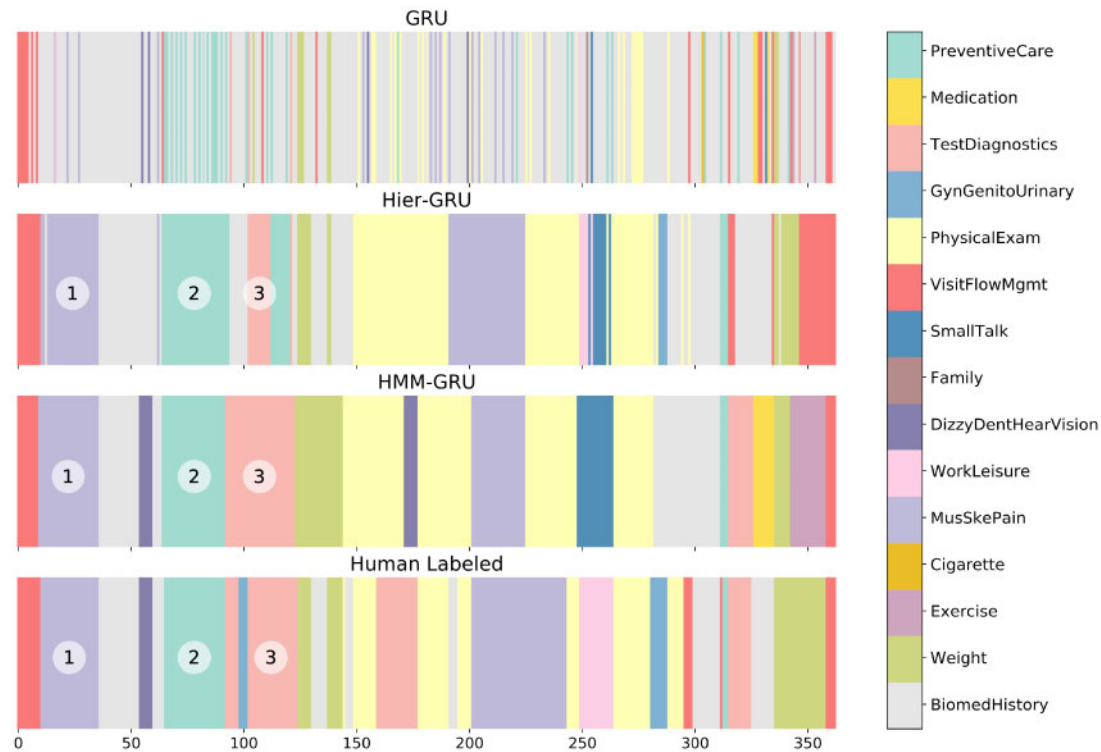 GRU
Hier-GRU
1
2
3
HMM-GRU
1
2
3
Human Labeled
1
2
3
0 50 100 150 200 250 300 350
PreventiveCare
Medication
TestDiagnostics
GynGenitoUrinary
PhysicalExam
VisitFlowMgmt
SmallTalk
Family
DizzyDentHearVision
WorkLeisure
MusSkePain
Cigarette
Exercise
Weight
BiomedHistory